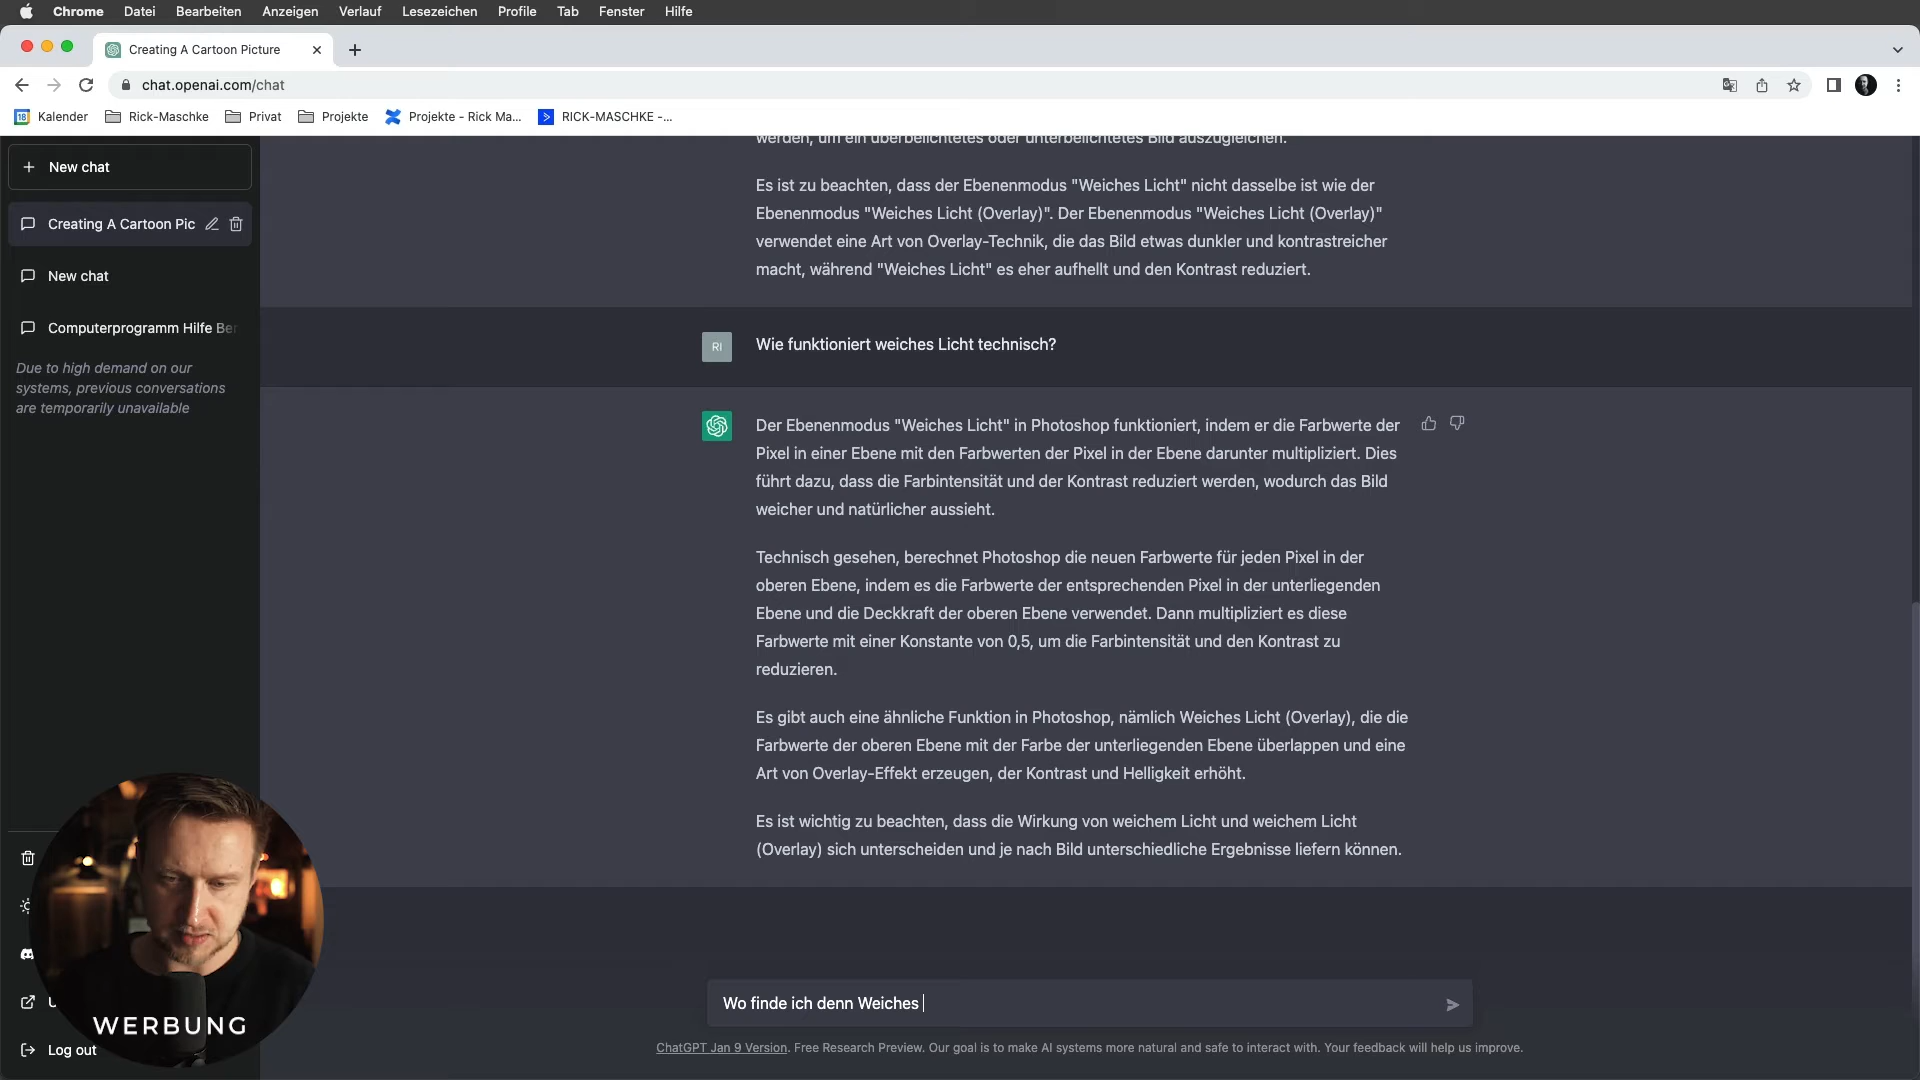 Chrome Datei Bearbeiten Anzeigen Verlauf Lesezeichen Profile Tab Fenster Hilfe
Creating A Cartoon Picture
chat.openai.com/chat
18 Kalender Rick-Maschke Privat Projekte Projekte - Rick Ma... RICK-MASCHKE -...
New chat
Creating A Cartoon Pic
New chat
Computerprogramm Hilfe Ber
Due to high demand on our
systems, previous conversations
are temporarily unavailable
Log out
werden, um ein überbelichtetes oder unterbelichtetes Bild auszugleichen.
Es ist zu beachten, dass der Ebenenmodus "Weiches Licht" nicht dasselbe ist wie der
Ebenenmodus "Weiches Licht (Overlay)". Der Ebenenmodus "Weiches Licht (Overlay)"
verwendet eine Art von Overlay-Technik, die das Bild etwas dunkler und kontrastreicher
macht, während "Weiches Licht" es eher aufhellt und den Kontrast reduziert.
RI
Wie funktioniert weiches Licht technisch?
Der Ebenenmodus "Weiches Licht" in Photoshop funktioniert, indem er die Farbwerte der
Pixel in einer Ebene mit den Farbwerten der Pixel in der Ebene darunter multipliziert. Dies
führt dazu, dass die Farbintensität und der Kontrast reduziert werden, wodurch das Bild
weicher und natürlicher aussieht.
Technisch gesehen, berechnet Photoshop die neuen Farbwerte für jeden Pixel in der
oberen Ebene, indem es die Farbwerte der entsprechenden Pixel in der unterliegenden
Ebene und die Deckkraft der oberen Ebene verwendet. Dann multipliziert es diese
Farbwerte mit einer Konstante von 0,5, um die Farbintensität und den Kontrast zu
reduzieren.
Es gibt auch eine ähnliche Funktion in Photoshop, nämlich Weiches Licht (Overlay), die die
Farbwerte der oberen Ebene mit der Farbe der unterliegenden Ebene überlappen und eine
Art von Overlay-Effekt erzeugen, der Kontrast und Helligkeit erhöht.
Es ist wichtig zu beachten, dass die Wirkung von weichem Licht und weichem Licht
(Overlay) sich unterscheiden und je nach Bild unterschiedliche Ergebnisse liefern können.
Wo finde ich denn Weiches
ChatGPT Jan 9 Version. Free Research Preview. Our goal is to make AI systems more natural and safe to interact with. Your feedback will help us improve.
WERBUNG